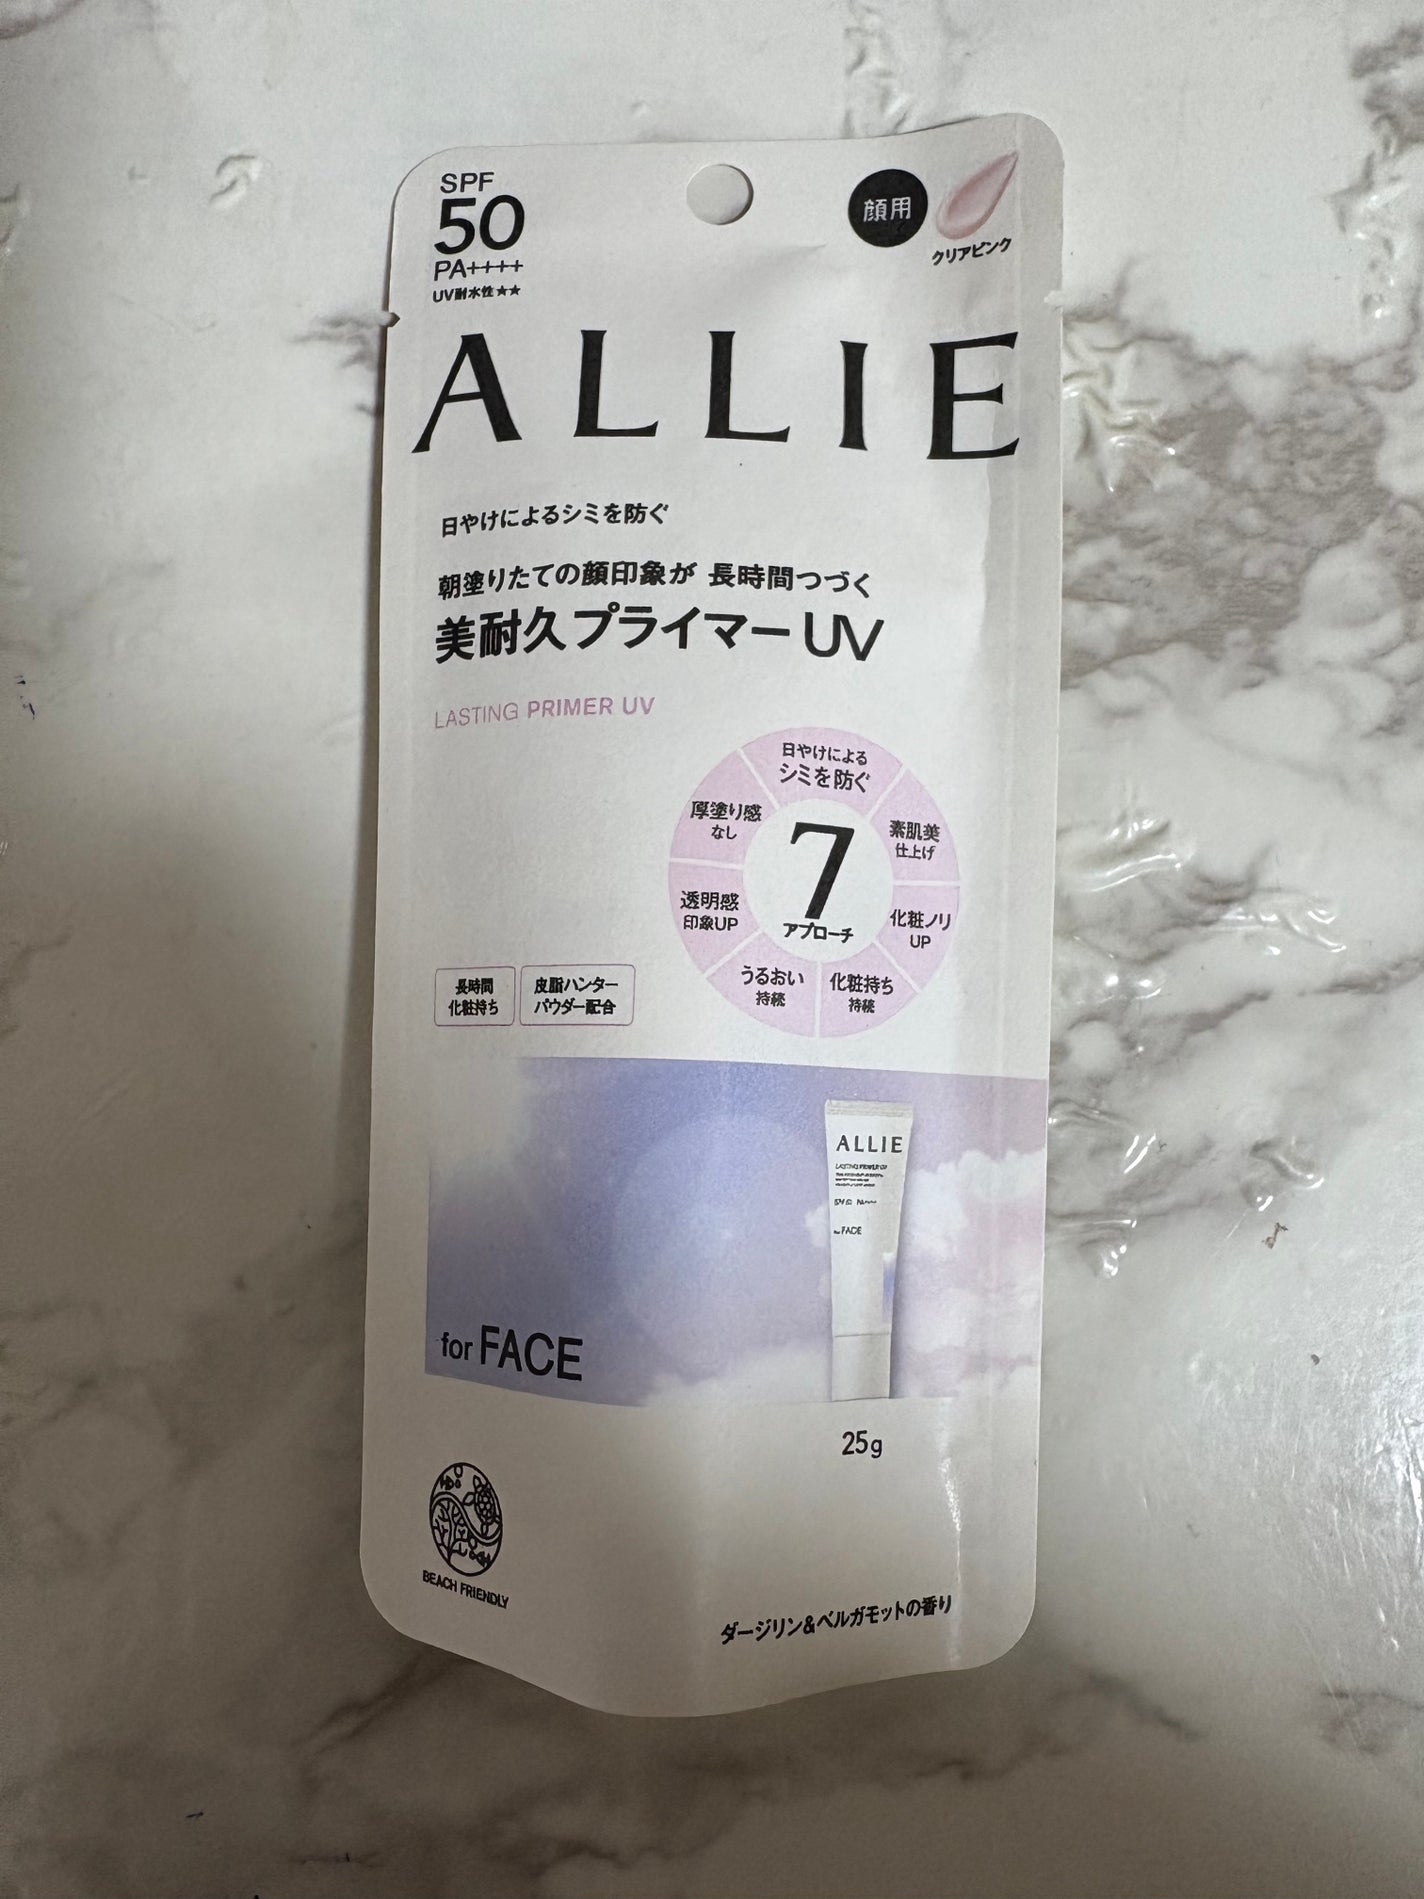 SPF
50
PA++++
UV耐水性★★
顔用
クリアピンク
ALLIE
日やけによるシミを防ぐ
朝塗りたての顔印象が 長時間つづく
美耐久プライマーUV
LASTING PRIMER UV
日やけによる
シミを防ぐ
素肌美
仕上げ
化粧ノリ
UP
化粧持ち
持続
うるおい
持続
透明感
印象UP
厚塗り感
なし
7
アプローチ
長時間
化粧持ち
皮脂ハンター
パウダー配合
ALLIE
LASTING PRIMER UV
for FACE
for FACE
25g
BEACH FRIENDLY
ダージリン&ベルガモットの香り